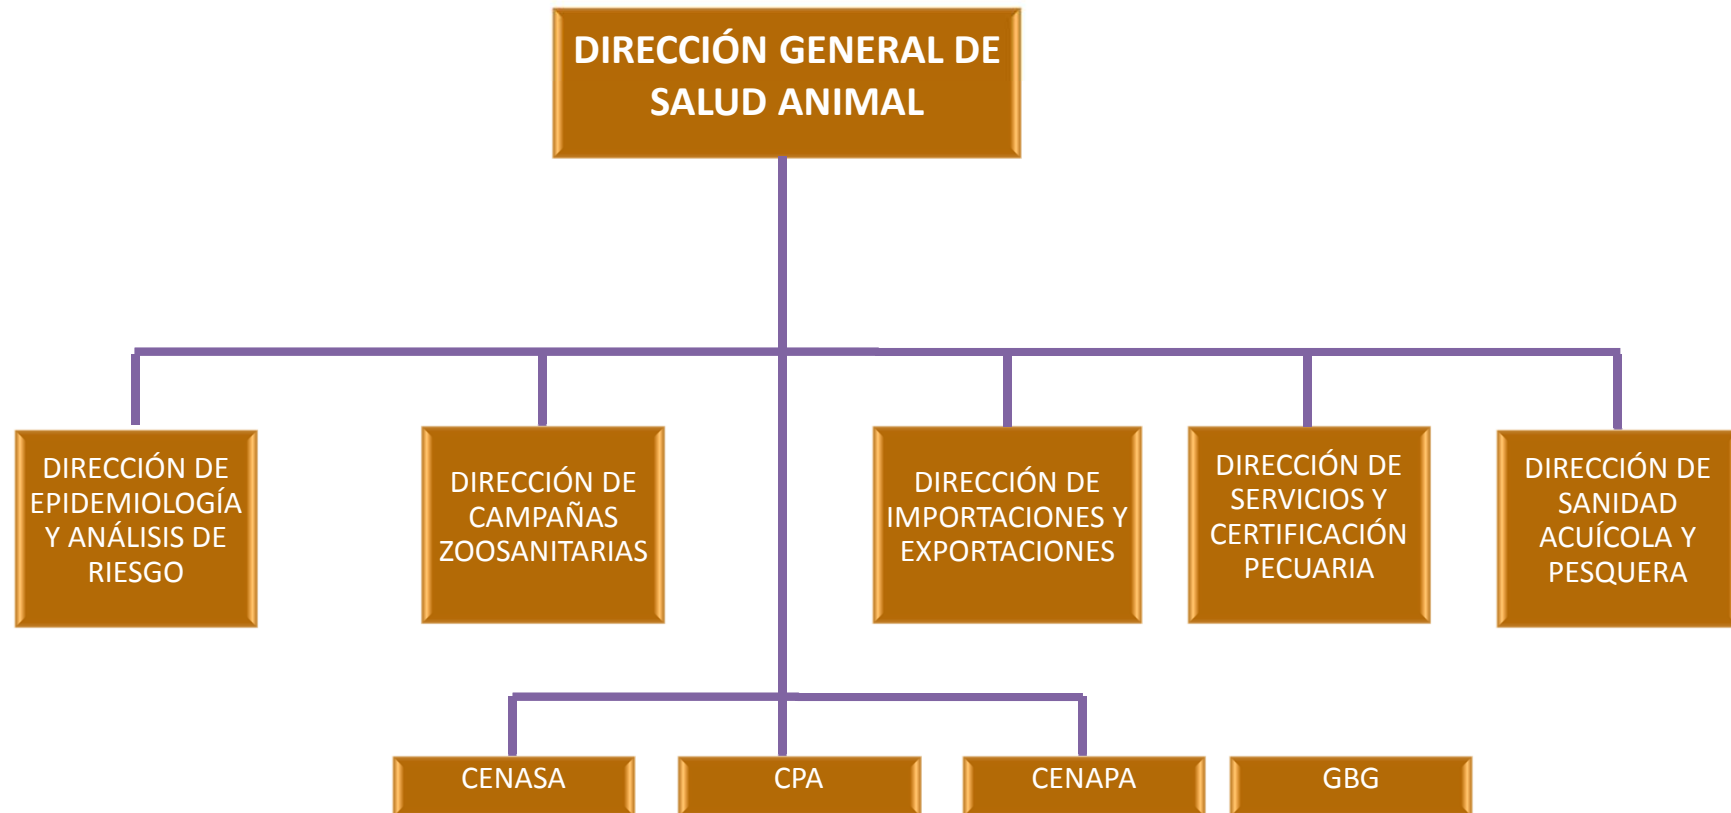 DIRECCIÓN GENERAL DE
SALUD ANIMAL
DIRECCIÓN DE
EPIDEMIOLOGÍA
Y ANÁLISIS DE
RIESGO
DIRECCIÓN DE
CAMPAÑAS
ZOOSANITARIAS
DIRECCIÓN DE
IMPORTACIONES Y
EXPORTACIONES
DIRECCIÓN DE
SERVICIOS Y
CERTIFICACIÓN
PECUARIA
DIRECCIÓN DE
SANIDAD
ACUÍCOLA Y
PESQUERA
CENASA
CPA
CENAPA
GBG